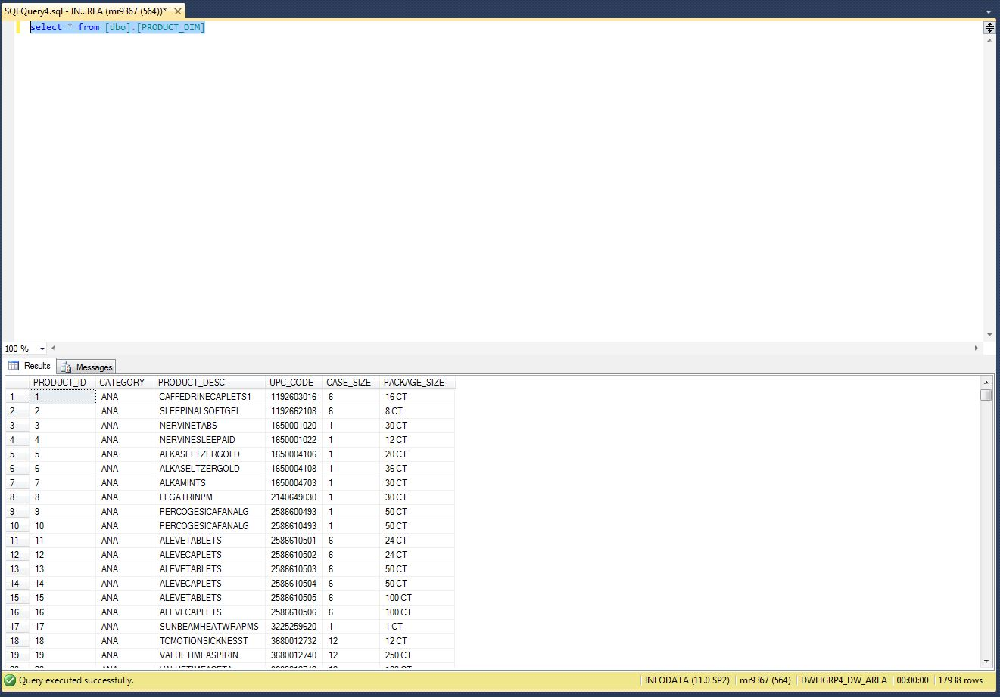 SQLQuery4.sql - IN...REA (mr9367 (564))*
select * from [dbo].[PRODUCT_DIM]
100 %
Results Messages
PRODUCT_ID CATEGORY PRODUCT_DESC UPC_CODE CASE_SIZE PACKAGE_SIZE
1 1 ANA CAFFEDRINECAPLETS1 1192603016 6 16 CT
2 2 ANA SLEEPINALSOFTGEL 1192662108 6 8 CT
3 3 ANA NERVINETABS 1650001020 1 30 CT
4 4 ANA NERVINESLEEPAID 1650001022 1 12 CT
5 5 ANA ALKASELTZERGOLD 1650004106 1 20 CT
6 6 ANA ALKASELTZERGOLD 1650004108 1 36 CT
7 7 ANA ALKAMINTS 1650004703 1 30 CT
8 8 ANA LEGATRINPM 2140649030 1 30 CT
9 9 ANA PERCOGESICAFANALG 2586600493 1 50 CT
10 10 ANA PERCOGESICAFANALG 2586610493 1 50 CT
11 11 ANA ALEVETABLETS 2586610501 6 24 CT
12 12 ANA ALEVECAPLETS 2586610502 6 24 CT
13 13 ANA ALEVETABLETS 2586610503 6 50 CT
14 14 ANA ALEVECAPLETS 2586610504 6 50 CT
15 15 ANA ALEVETABLETS 2586610505 6 100 CT
16 16 ANA ALEVECAPLETS 2586610506 6 100 CT
17 17 ANA SUNBEAMHEATWRAPMS 3225259620 1 1 CT
18 18 ANA TCMOTIONSICKNESST 3680012732 12 12 CT
19 19 ANA VALUETIMEASPIRIN 3680012740 12 250 CT
Query executed successfully. INFODATA (11.0 SP2) mr9367 (564) DWHGRP4_DW_AREA 00:00:00 17938 rows